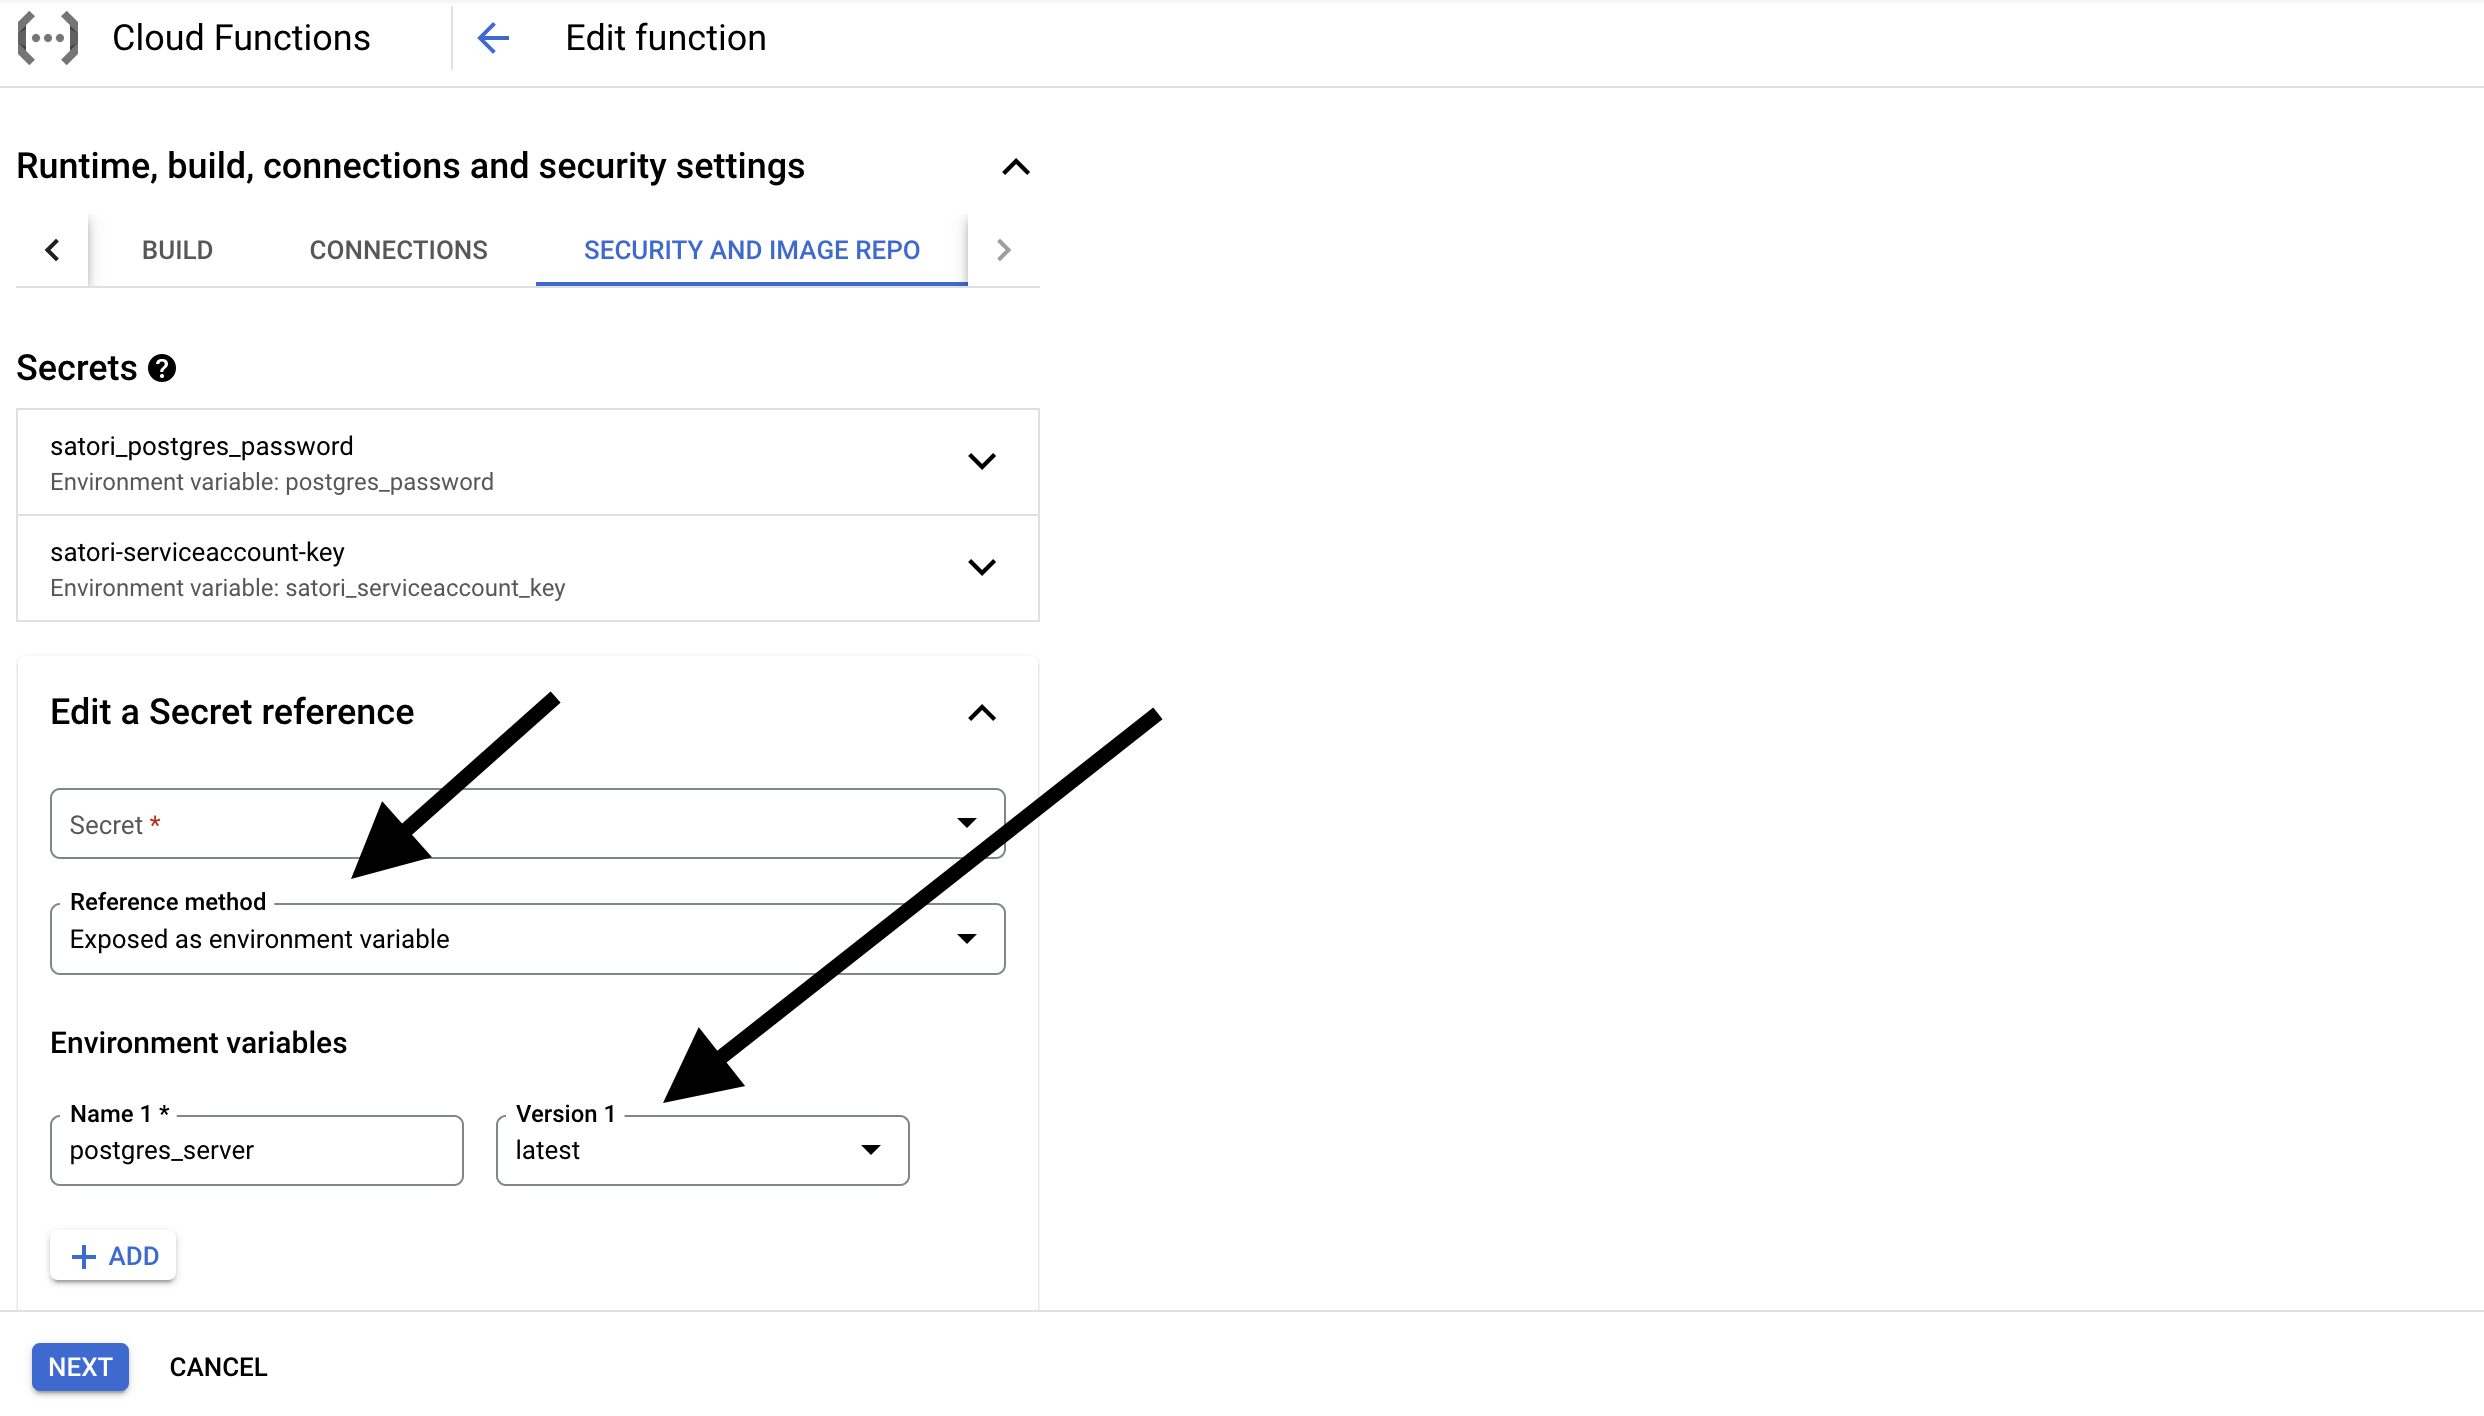 Cloud Functions
Edit function
Runtime, build, connections and security settings
BUILD CONNECTIONS SECURITY AND IMAGE REPO
Secrets
satori_postgres_password
Environment variable: postgres_password
satori-serviceaccount-key
Environment variable: satori_serviceaccount_key
Edit a Secret reference
Secret *
Reference method
Exposed as environment variable
Environment variables
Name 1 * Version 1
postgres_server latest
+ ADD
NEXT CANCEL